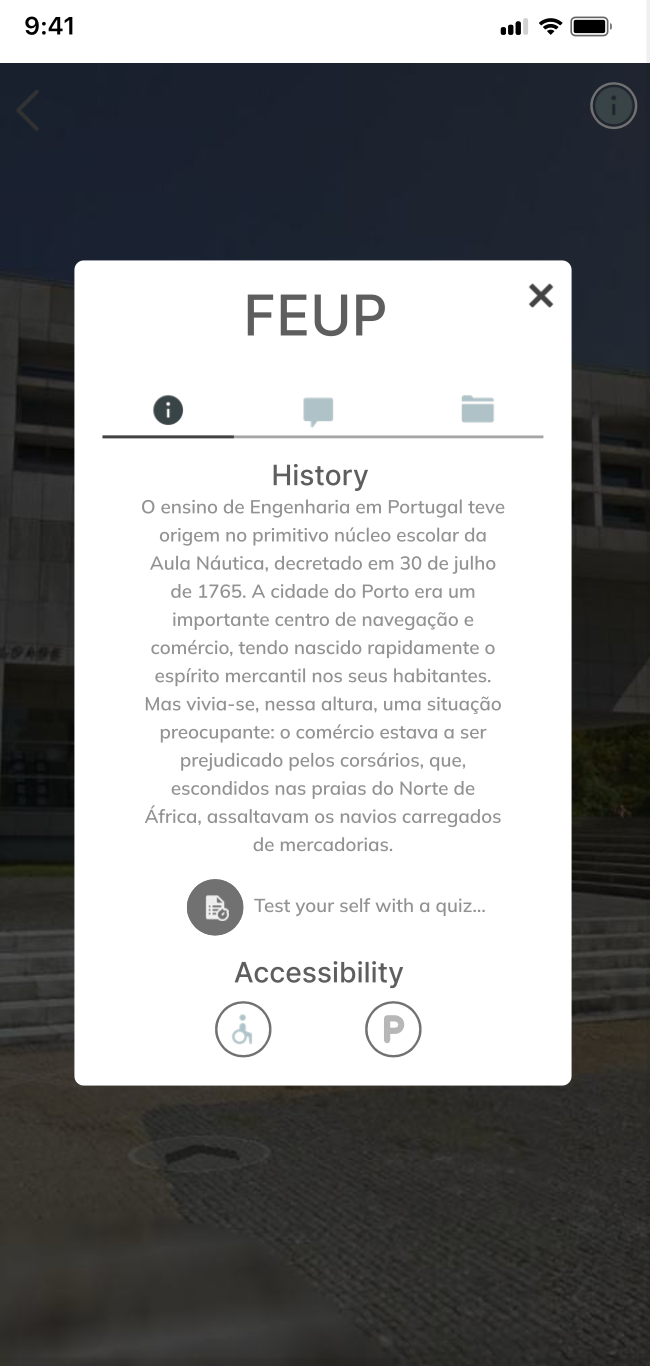 9:41
FEUP
History
O ensino de Engenharia em Portugal teve
origem no primitivo núcleo escolar da
Aula Náutica, decretado em 30 de julho
de 1765. A cidade do Porto era um
importante centro de navegação e
comércio, tendo nascido rapidamente o
espírito mercantil nos seus habitantes.
Mas vivia-se, nessa altura, uma situação
preocupante: o comércio estava a ser
prejudicado pelos corsários, que,
escondidos nas praias do Norte de
África, assaltavam os navios carregados
de mercadorias.
Test your self with a quiz...
Accessibility
P